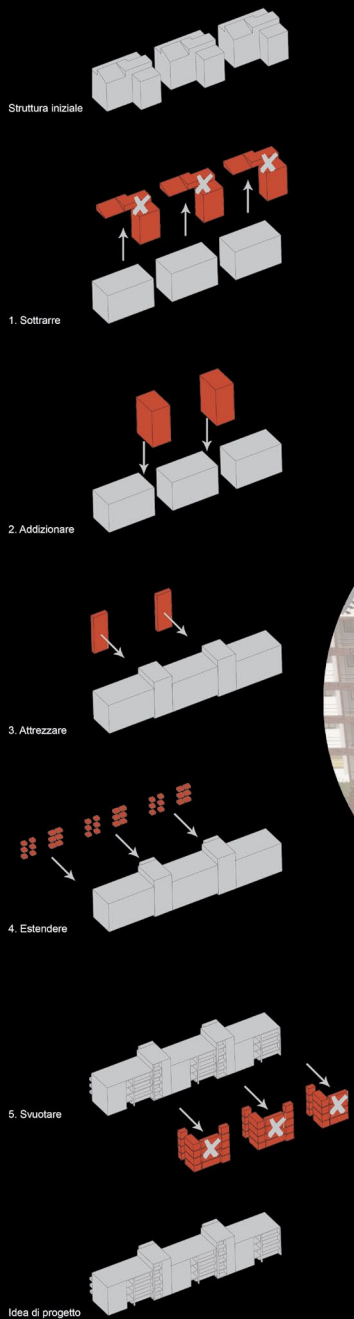 Struttura iniziale
1. Sottrarre
2. Addizionare
3. Attrezzare
4. Estendere
5. Svuotare
Idea di progetto